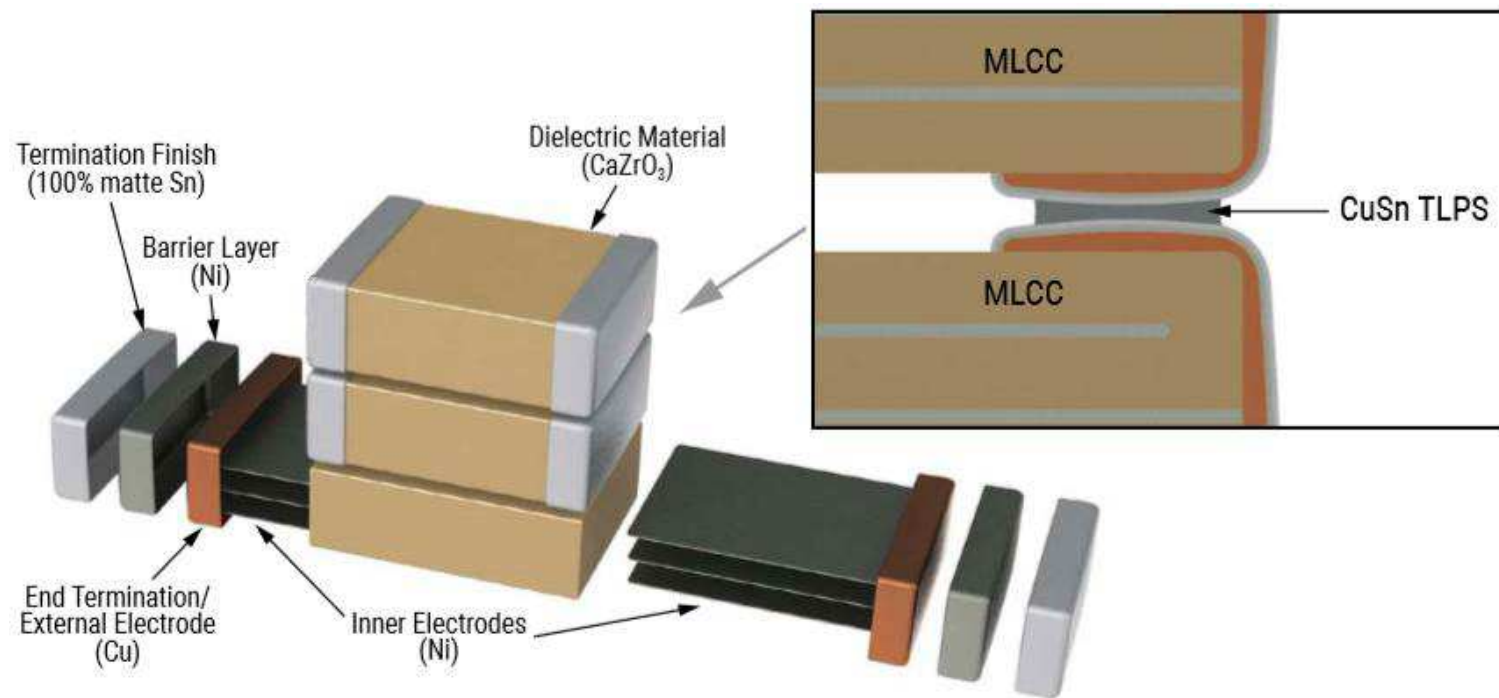 Termination Finish
(100% matte Sn)
Barrier Layer
(Ni)
Dielectric Material
(CaZrO₃)
End Termination/
External Electrode
(Cu)
Inner Electrodes
(Ni)
MLCC
CuSn TLPS
MLCC